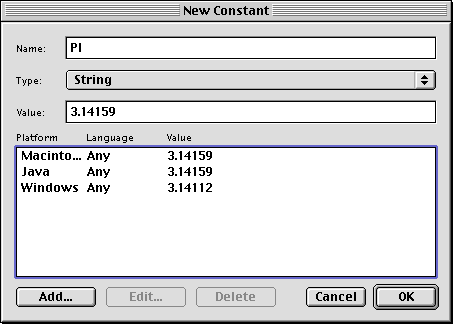 New Constant
Name: PI
Type: String
Value: 3.14159
Platform Language Value
Macinto... Any 3.14159
Java Any 3.14159
Windows Any 3.14112
Add... Edit... Delete Cancel OK